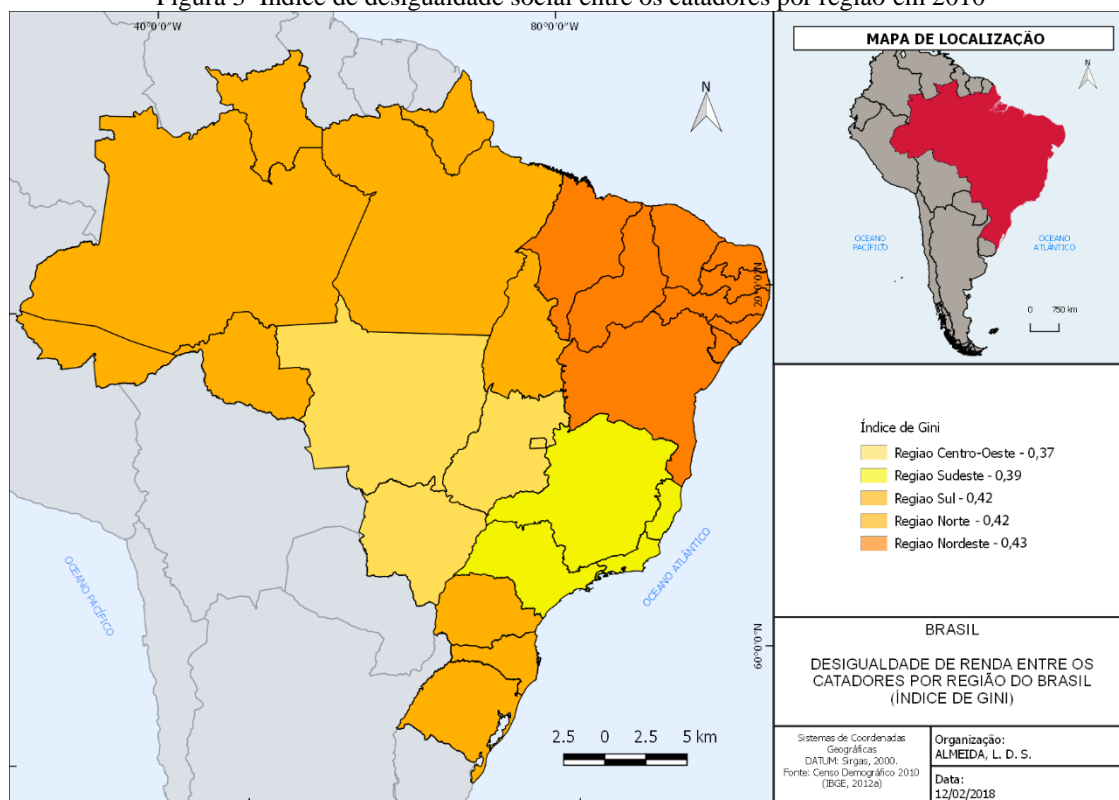 Figura 3- Índice de desigualdade social entre os catadores por região em 2010
40°0'0"W
80°0'0"W
N
20°0'0"N
60°0'0"N
OCEANO PACÍFICO
OCEANO ATLÂNTICO
2.5 0 2.5 5 km
MAPA DE LOCALIZAÇÃO
N
OCEANO
PACÍFICO
OCEANO
ATLÂNTICO
0 750 km
Índice de Gini
Regiao Centro-Oeste - 0,37
Regiao Sudeste - 0,39
Regiao Sul - 0,42
Regiao Norte - 0,42
Regiao Nordeste - 0,43
BRASIL
DESIGUALDADE DE RENDA ENTRE OS
CATADORES POR REGIÃO DO BRASIL
(ÍNDICE DE GINI)
Sistemas de Coordenadas
Geográficas
DATUM: Sirgas, 2000.
Fonte: Censo Demográfico 2010
(IBGE, 2012a)
Organização:
ALMEIDA, L. D. S.
Data:
12/02/2018